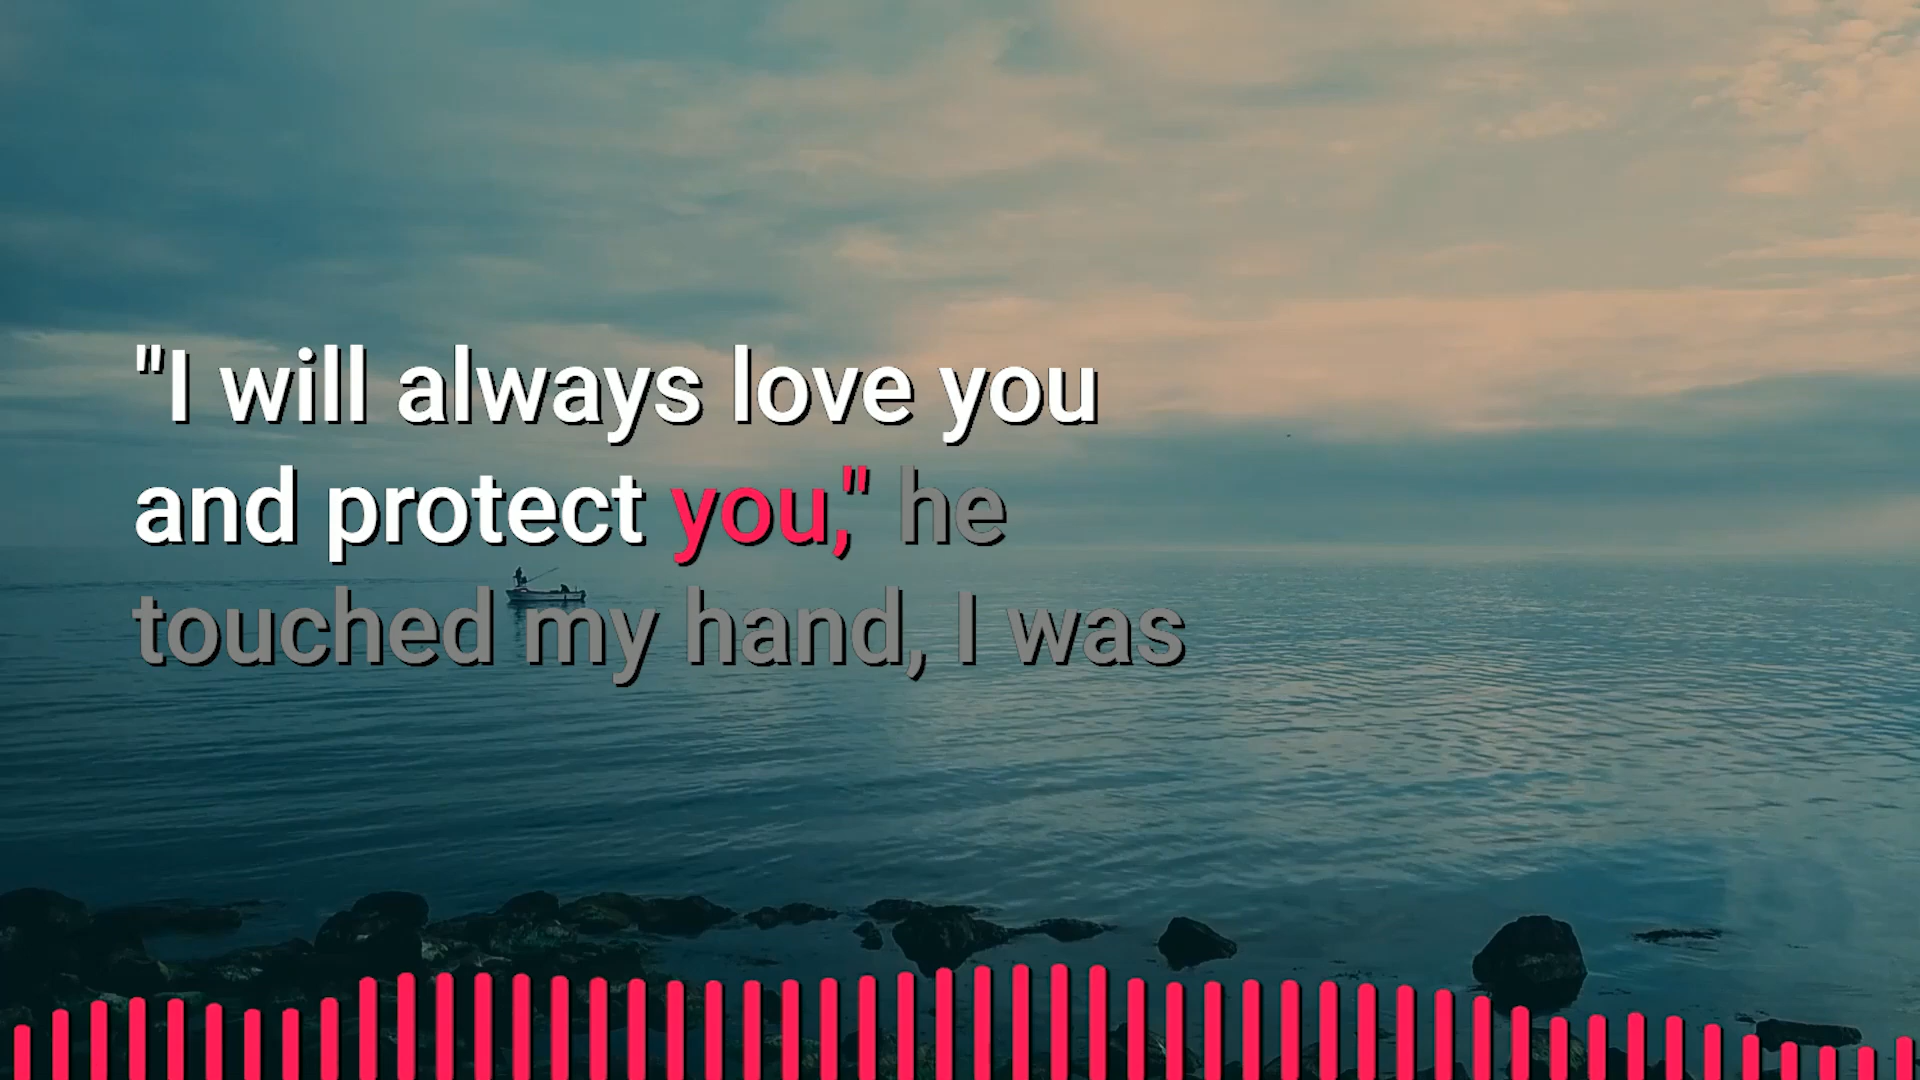 "I will always love you
and protect you," he
touched my hand, I was